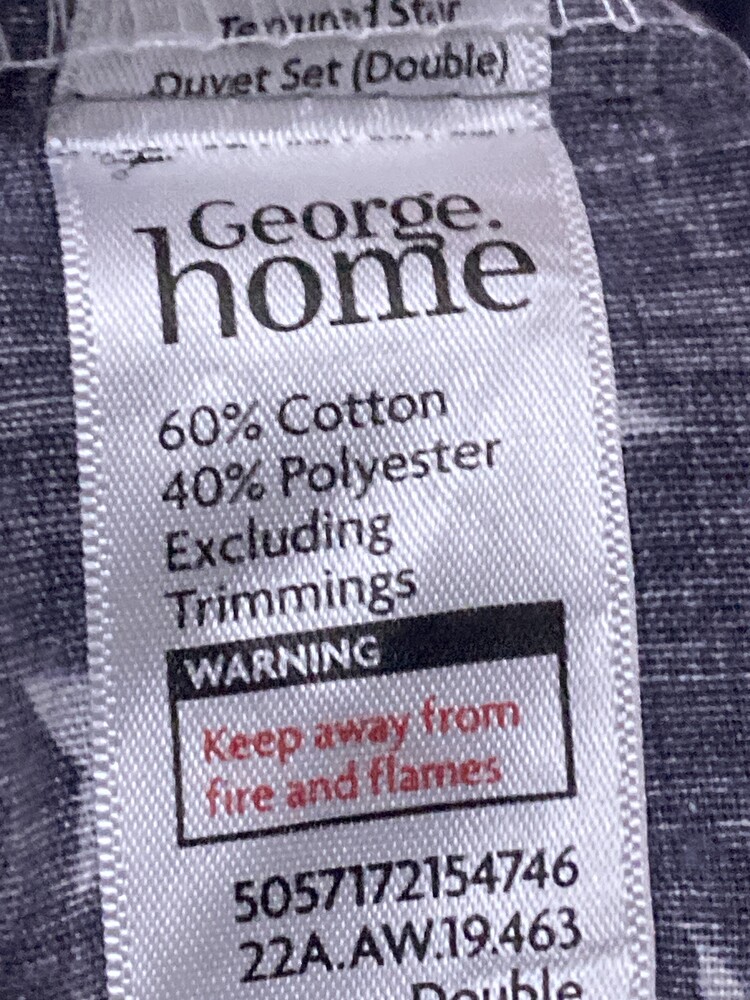 Star
Duvet Set (Double)
George.
home
60% Cotton
40% Polyester
Excluding
Trimmings
WARNING
Keep away from
fire and flames
5057172154746
22A.AW.19.463
Double